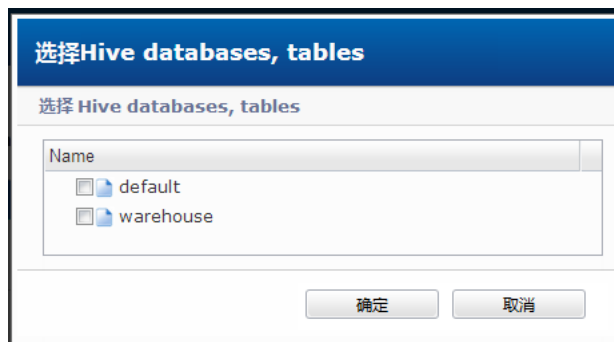 选择Hive databases, tables
选择 Hive databases, tables
Name
default
warehouse
确定 取消